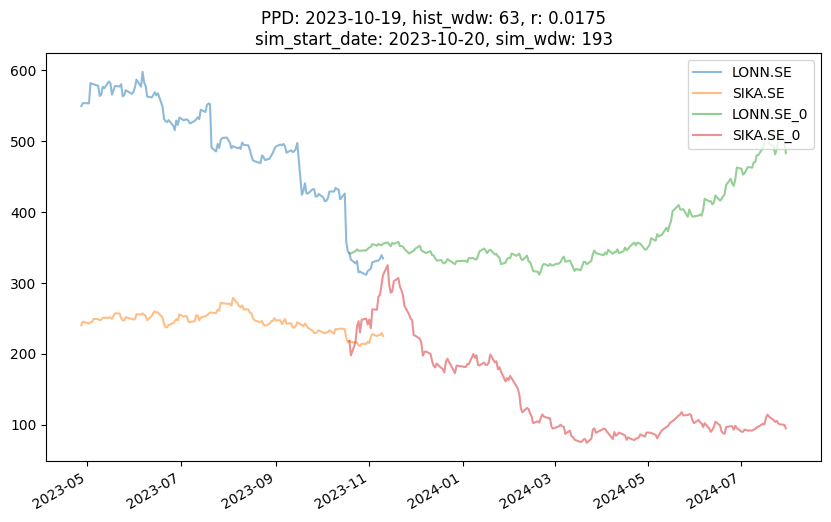 PPD: 2023-10-19, hist_wdw: 63, r: 0.0175
sim_start_date: 2023-10-20, sim_wdw: 193
LONN.SE
SIKA.SE
LONN.SE_0
SIKA.SE_0
600
500
400
300
200
100
2023-05
2023-07
2023-09
2023-11
2024-01
2024-03
2024-05
2024-07